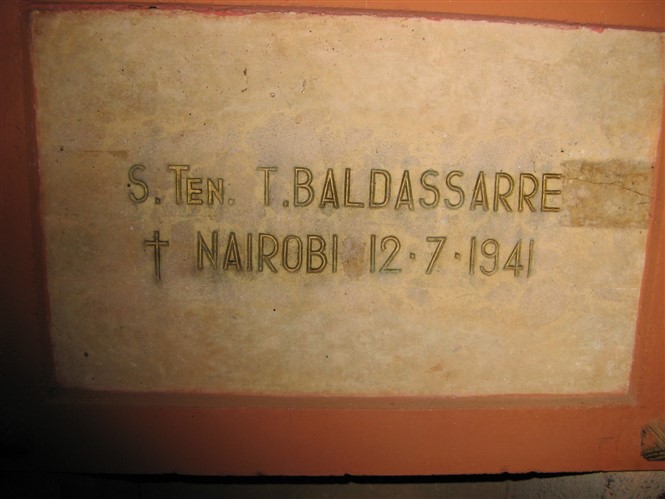 S. TEN. T. BALDASSARRE
† NAIROBI 12·7·1941